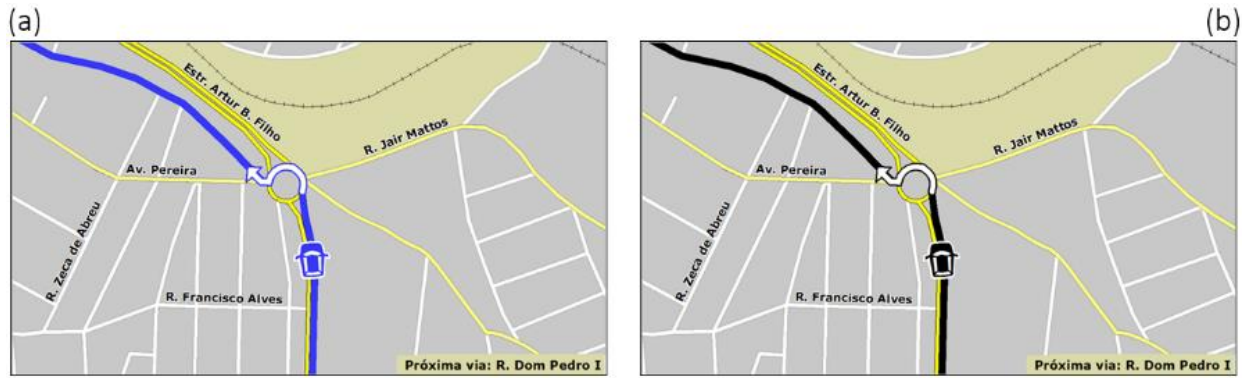 (a)
Estr. Artur B. Filho
R. Jair Mattos
Av. Pereira
R. Zeca de Abreu
R. Francisco Alves
Próxima via: R. Dom Pedro I
(b)
Estr. Artur B. Filho
R. Jair Mattos
Av. Pereira
R. Zeca de Abreu
R. Francisco Alves
Próxima via: R. Dom Pedro I